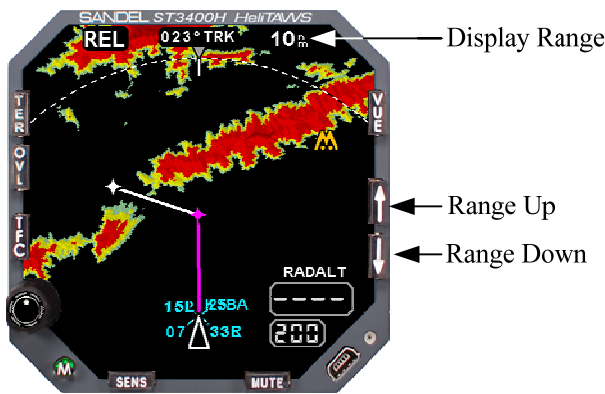 SANDEL ST3400H HeliTAWS
REL
023° TRK
10 nm
Display Range
TER
OVL
TFC
VUE
Range Up
Range Down
RADALT
----
15L
25BA
07
33R
200
M
SENS
MUTE